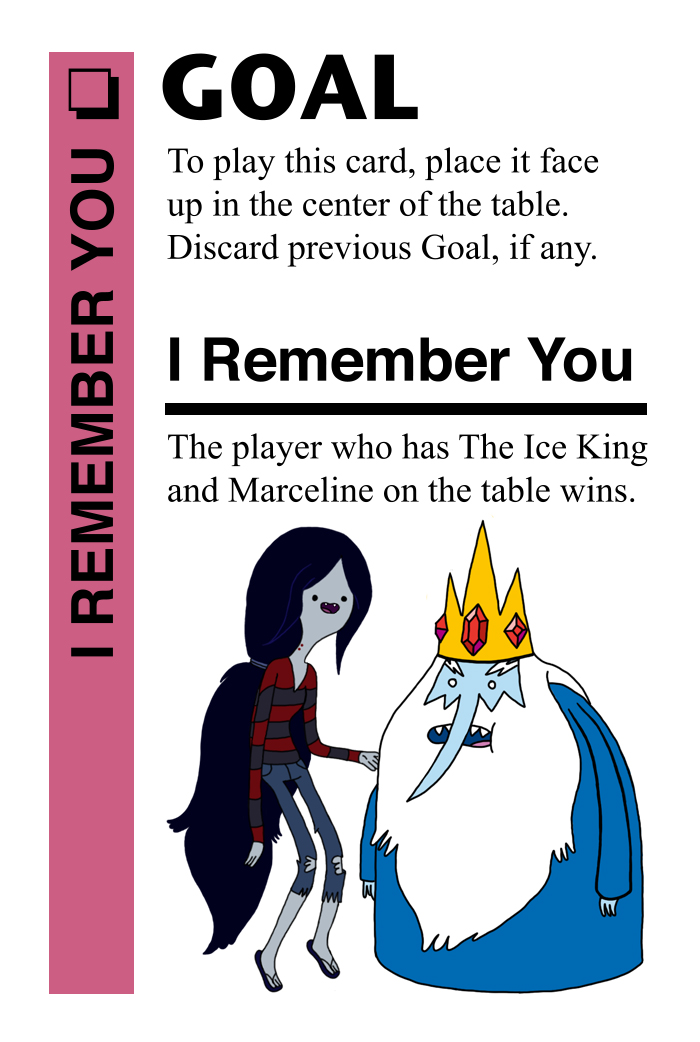 I REMEMBER YOU
GOAL
To play this card, place it face
up in the center of the table.
Discard previous Goal, if any.
I Remember You
The player who has The Ice King
and Marceline on the table wins.